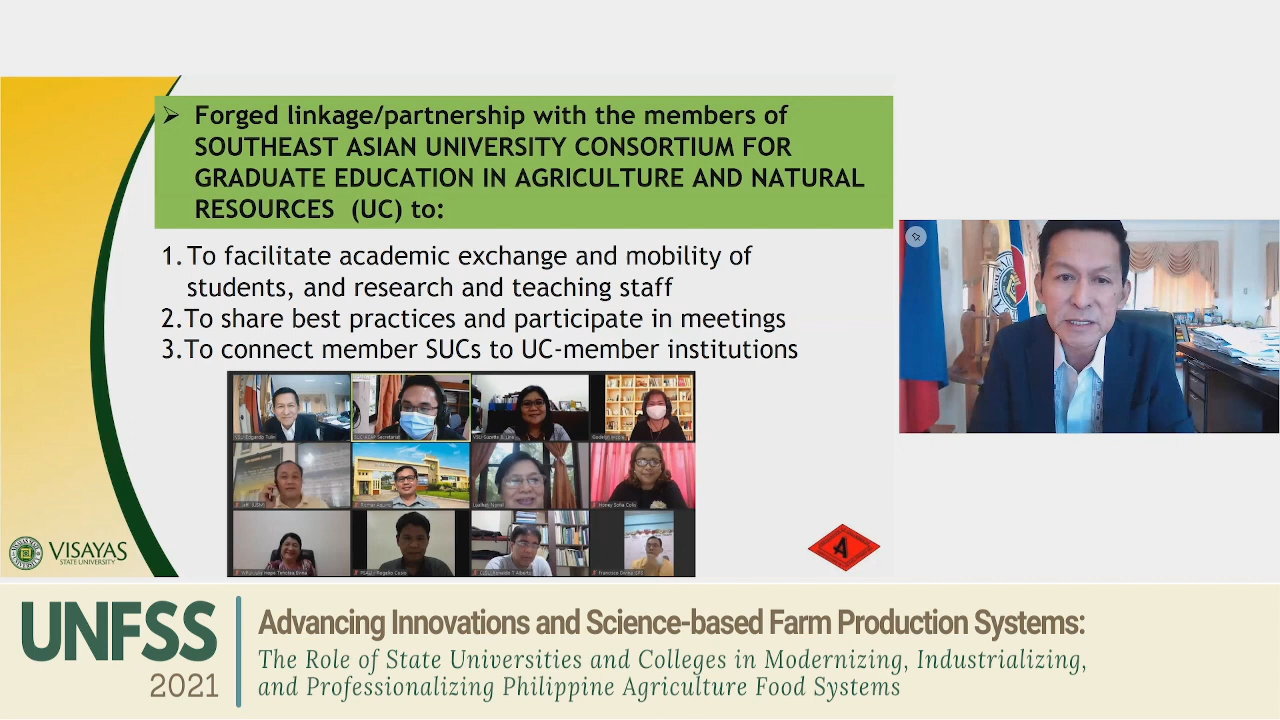 ➢ Forged linkage/partnership with the members of
SOUTHEAST ASIAN UNIVERSITY CONSORTIUM FOR
GRADUATE EDUCATION IN AGRICULTURE AND NATURAL
RESOURCES (UC) to:
1. To facilitate academic exchange and mobility of
students, and research and teaching staff
2.To share best practices and participate in meetings
3.To connect member SUCs to UC-member institutions
VISAYAS
STATE UNIVERSITY
A
UNFSS
2021
Advancing Innovations and Science-based Farm Production Systems:
The Role of State Universities and Colleges in Modernizing, Industrializing,
and Professionalizing Philippine Agriculture Food Systems